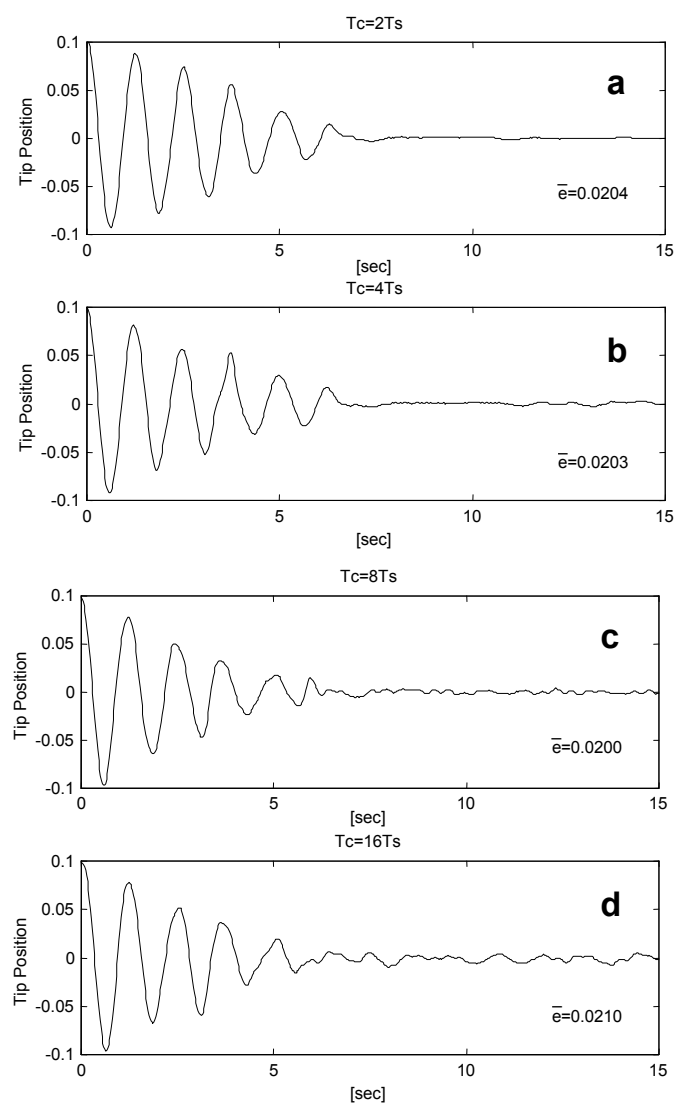 Tc=2Ts
0.1
0.05
0
-0.05
-0.1
Tip Position
a
e̅=0.0204
0
5
10
15
[sec]
Tc=4Ts
0.1
0.05
0
-0.05
-0.1
Tip Position
b
e̅=0.0203
0
5
10
15
[sec]
Tc=8Ts
0.1
0.05
0
-0.05
-0.1
Tip Position
c
e̅=0.0200
0
5
10
15
[sec]
Tc=16Ts
0.1
0.05
0
-0.05
-0.1
Tip Position
d
e̅=0.0210
0
5
10
15
[sec]